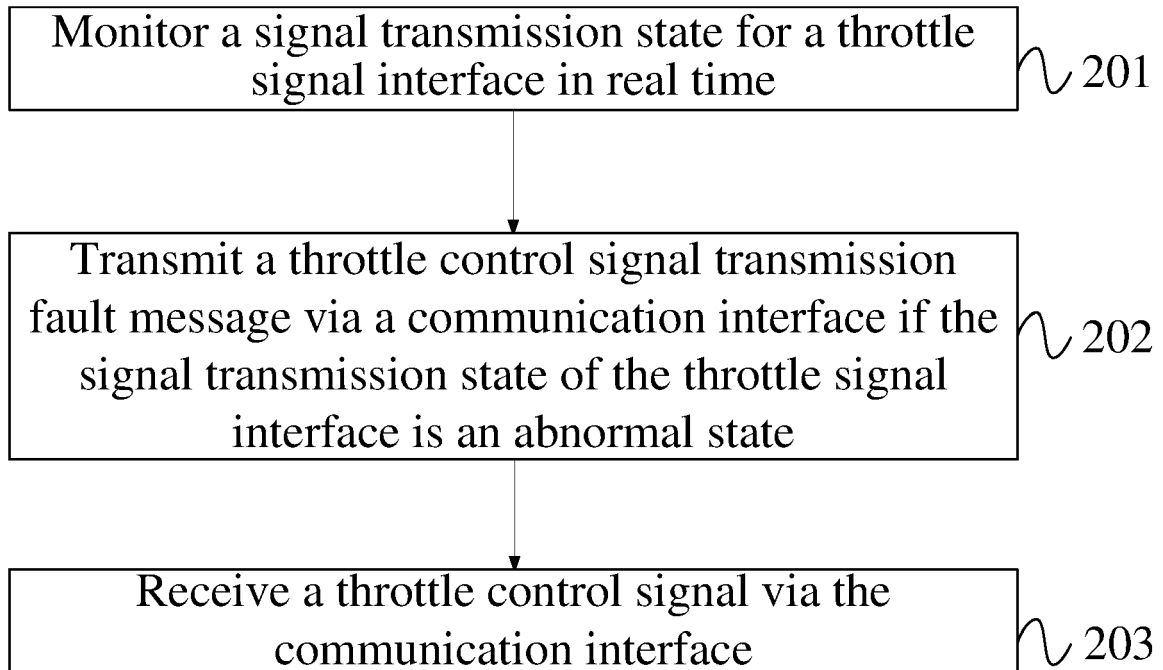 Monitor a signal transmission state for a throttle
signal interface in real time
201
Transmit a throttle control signal transmission
fault message via a communication interface if the
signal transmission state of the throttle signal
interface is an abnormal state
202
Receive a throttle control signal via the
communication interface
203